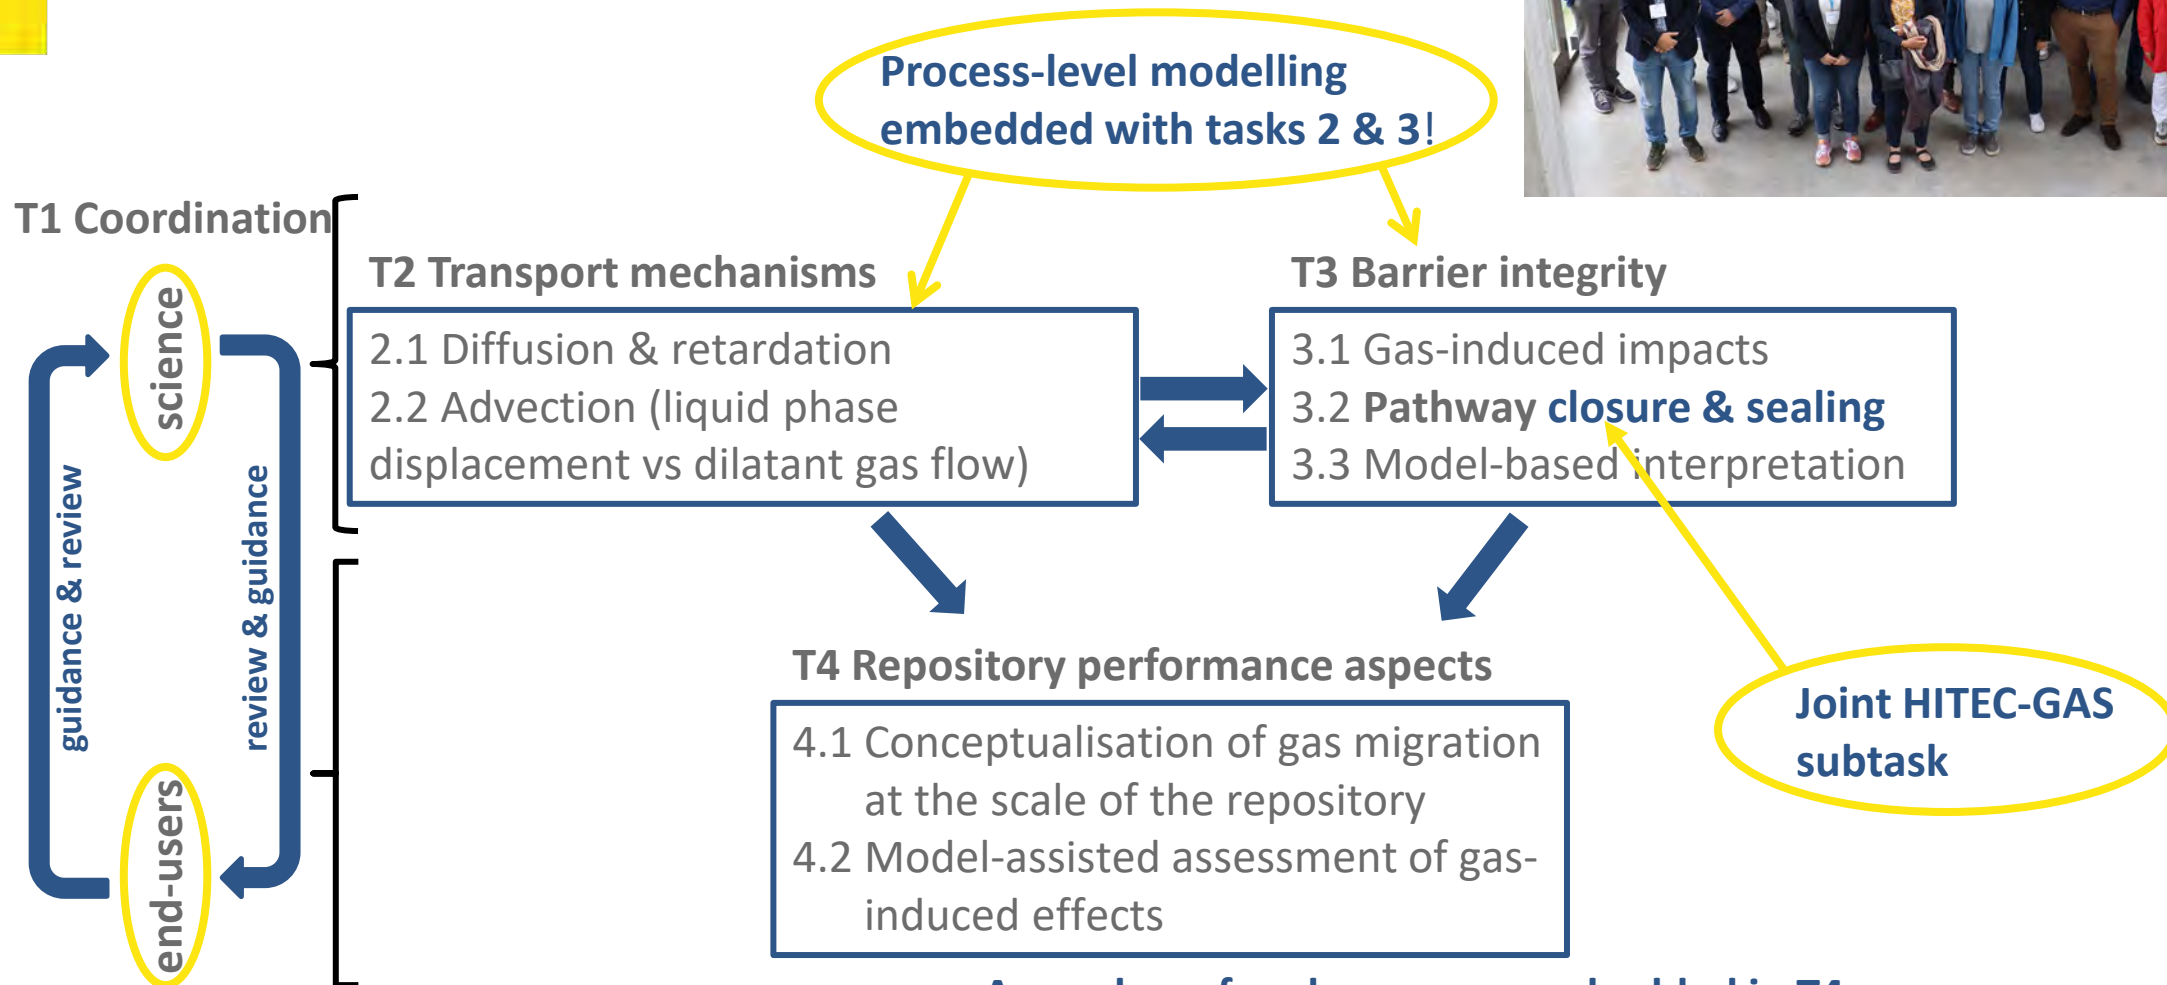 Process-level modelling
embedded with tasks 2 & 3!
T1 Coordination
science
guidance & review
review & guidance
end-users
T2 Transport mechanisms
2.1 Diffusion & retardation
2.2 Advection (liquid phase
displacement vs dilatant gas flow)
T3 Barrier integrity
3.1 Gas-induced impacts
3.2 Pathway closure & sealing
3.3 Model-based interpretation
Joint HITEC-GAS
subtask
T4 Repository performance aspects
4.1 Conceptualisation of gas migration
at the scale of the repository
4.2 Model-assisted assessment of gas-
induced effects